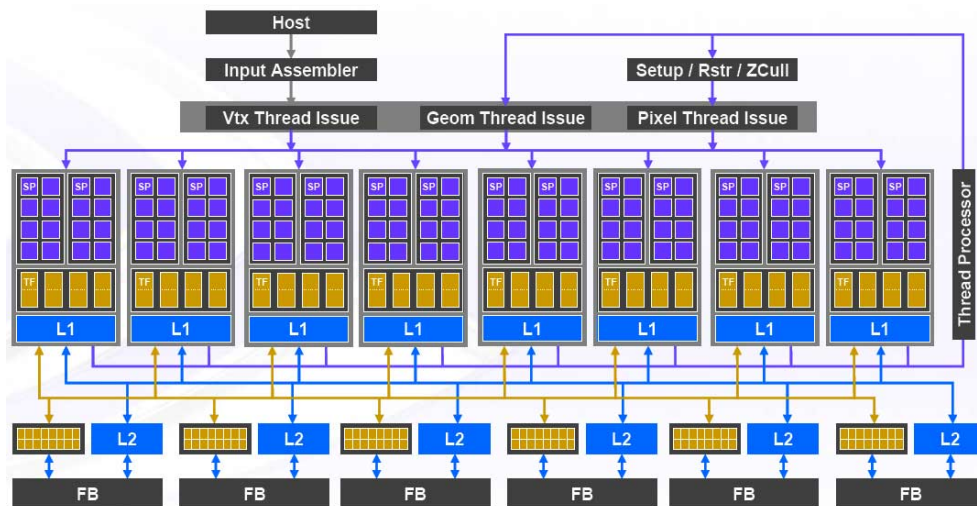 Host
Input Assembler
Setup / Rstr / ZCull
Vtx Thread Issue
Geom Thread Issue
Pixel Thread Issue
SP SP SP SP SP SP SP SP SP SP SP SP SP SP SP SP
Thread Processor
TF TF TF TF TF TF TF TF
L1 L1 L1 L1 L1 L1 L1 L1
L2 L2 L2 L2 L2 L2
FB FB FB FB FB FB